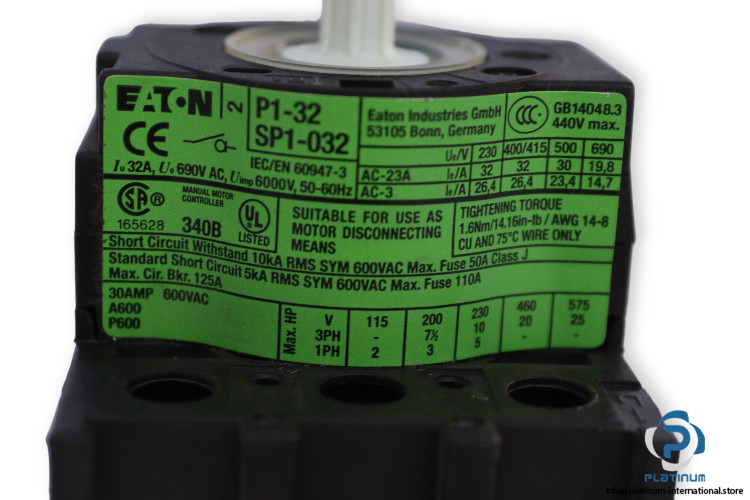 EATON
2
P1-32
SP1-032
Eaton Industries GmbH
53105 Bonn, Germany
CCC
GB14048.3
440V max.
CE
IEC/EN 60947-3
Iu 32A, Ue 690V AC, Uimp 6000V, 50-60Hz
Ue/V 230 400/415 500 690
AC-23A Ie/A 32 32 30 19,8
AC-3 Ie/A 26,4 26,4 23,4 14,7
SA
165628
MANUAL MOTOR
CONTROLLER
340B
UL
LISTED
SUITABLE FOR USE AS
MOTOR DISCONNECTING
MEANS
TIGHTENING TORQUE
1.6Nm/14.16in-lb / AWG 14-8
CU AND 75°C WIRE ONLY
Short Circuit Withstand 10kA RMS SYM 600VAC Max. Fuse 50A Class J
Standard Short Circuit 5kA RMS SYM 600VAC Max. Fuse 110A
Max. Cir. Bkr. 125A
30AMP 600VAC
A600
P600
Max. HP
V 115 200 230 460 575
3PH - 7½ 10 20 25
1PH 2 3 5 - -
PLATINUM
info@platinum-international.store